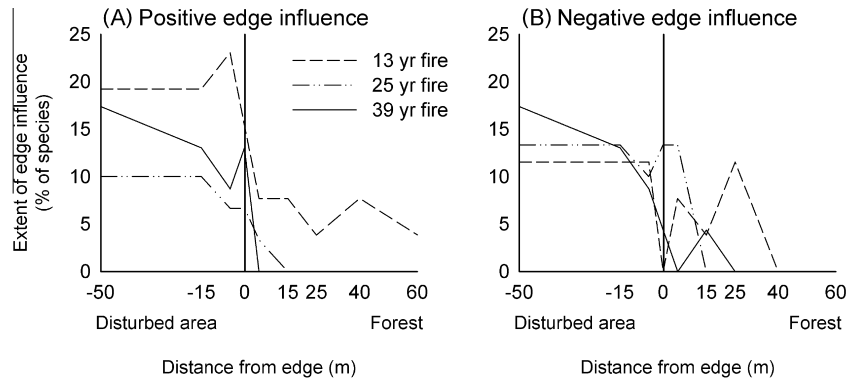 (A) Positive edge influence
(B) Negative edge influence
Extent of edge influence
(% of species)
25
20
15
10
5
0
13 yr fire
25 yr fire
39 yr fire
-50 -15 0 15 25 40 60
Disturbed area Forest
Distance from edge (m)
25
20
15
10
5
0
-50 -15 0 15 25 40 60
Disturbed area Forest
Distance from edge (m)